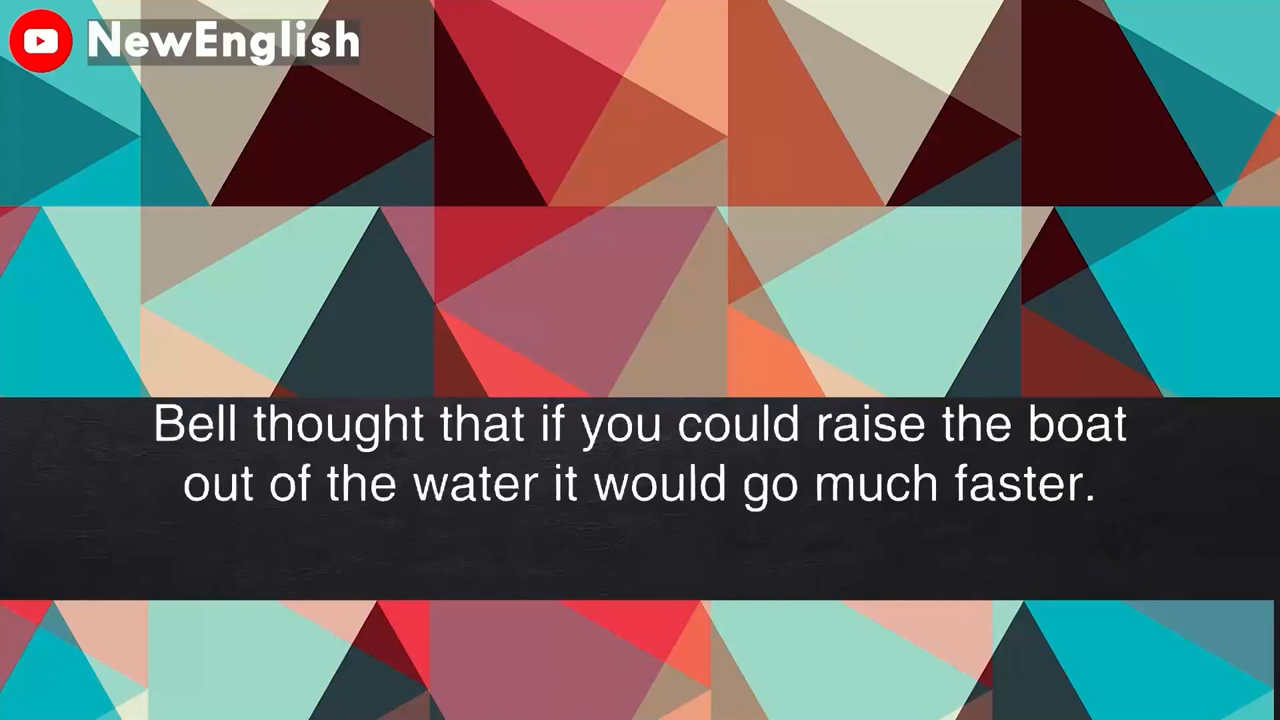 NewEnglish
Bell thought that if you could raise the boat
out of the water it would go much faster.